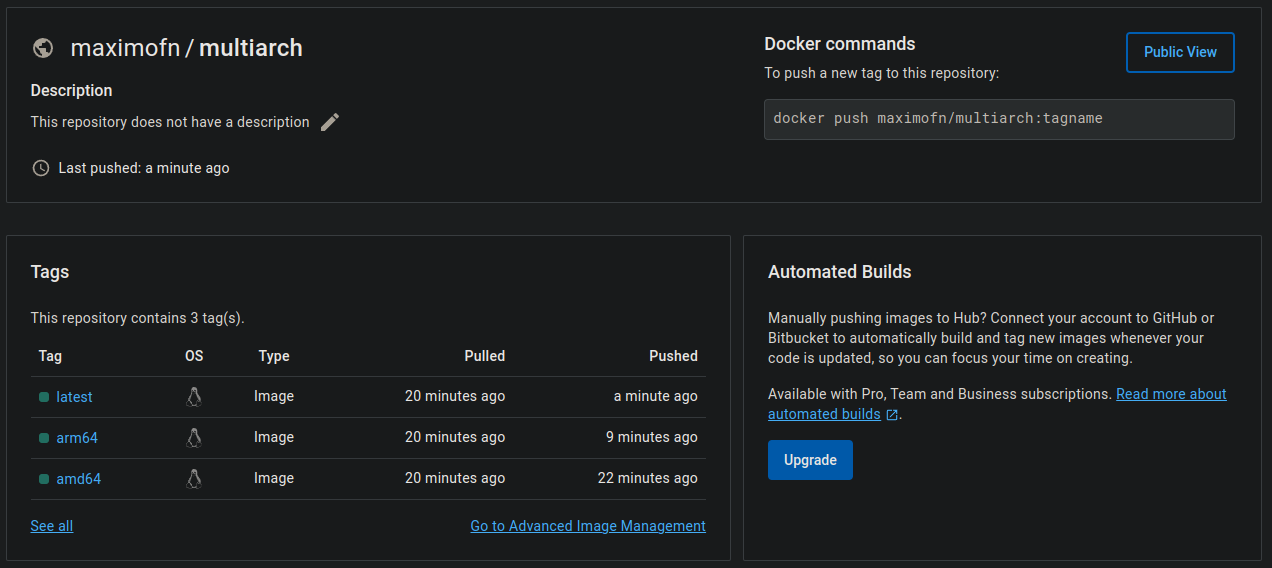 maximofn / multiarch
Description
This repository does not have a description
Last pushed: a minute ago
Docker commands
To push a new tag to this repository:
Public View
docker push maximofn/multiarch:tagname
Tags
This repository contains 3 tag(s).
Tag OS Type Pulled Pushed
latest Image 20 minutes ago a minute ago
arm64 Image 20 minutes ago 9 minutes ago
amd64 Image 20 minutes ago 22 minutes ago
See all Go to Advanced Image Management
Automated Builds
Manually pushing images to Hub? Connect your account to GitHub or
Bitbucket to automatically build and tag new images whenever your
code is updated, so you can focus your time on creating.
Available with Pro, Team and Business subscriptions. Read more about
automated builds .
Upgrade